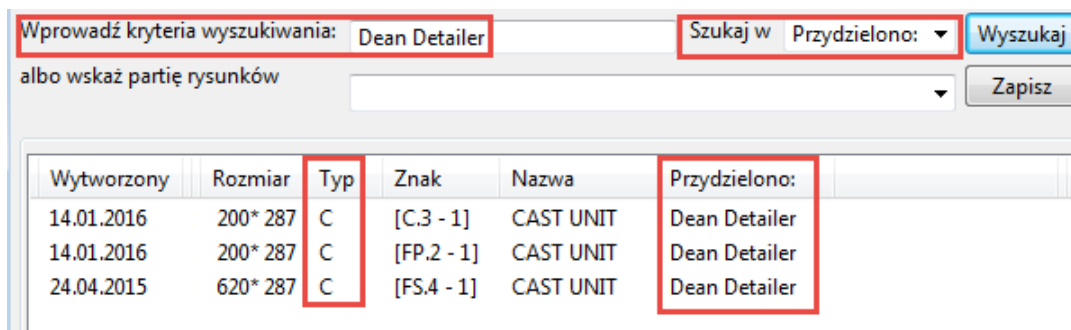 Wprowadź kryteria wyszukiwania: Dean Detailer Szukaj w Przydzielono: Wyszukaj
albo wskaż partię rysunków Zapisz
Wytworzony Rozmiar Typ Znak Nazwa Przydzielono:
14.01.2016 200* 287 C [C.3 - 1] CAST UNIT Dean Detailer
14.01.2016 200* 287 C [FP.2 - 1] CAST UNIT Dean Detailer
24.04.2015 620* 287 C [FS.4 - 1] CAST UNIT Dean Detailer